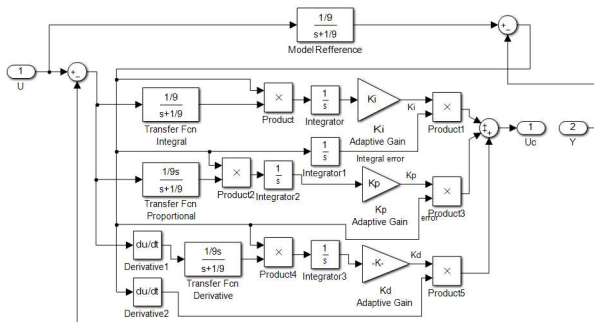 1/9
s+1/9
Model Refference
1
U
1/9
s+1/9
Transfer Fcn
Integral
×
Product
1
s
Integrator
Ki
Ki
Ki
Adaptive Gain
×
Product1
1
s
Integrator1
Integral error
1
Uc
2
Y
1/9s
s+1/9
Transfer Fcn
Proportional
×
Product2
1
s
Integrator2
Kp
Kp
Kp
Adaptive Gain
error
×
Product3
du/dt
Derivative1
1/9s
s+1/9
Transfer Fcn
Derivative
×
Product4
1
s
Integrator3
-K-
Kd
Kd
Adaptive Gain
×
Product5
du/dt
Derivative2